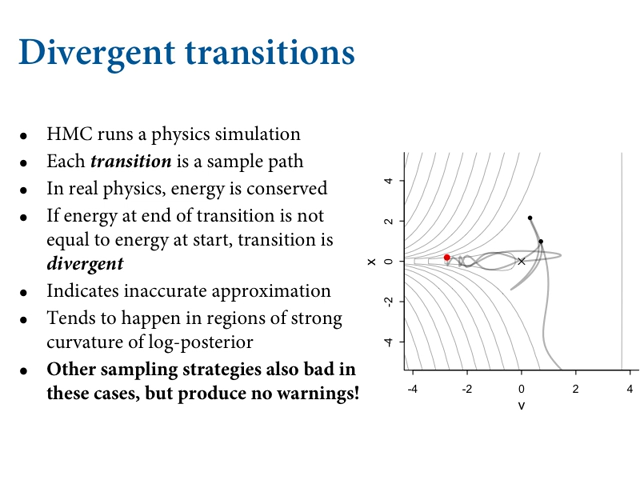 Divergent transitions
• HMC runs a physics simulation
• Each transition is a sample path
• In real physics, energy is conserved
• If energy at end of transition is not
equal to energy at start, transition is
divergent
• Indicates inaccurate approximation
• Tends to happen in regions of strong
curvature of log-posterior
• Other sampling strategies also bad in
these cases, but produce no warnings!
4
2
0
-2
-4
x
-4 -2 0 2 4
v